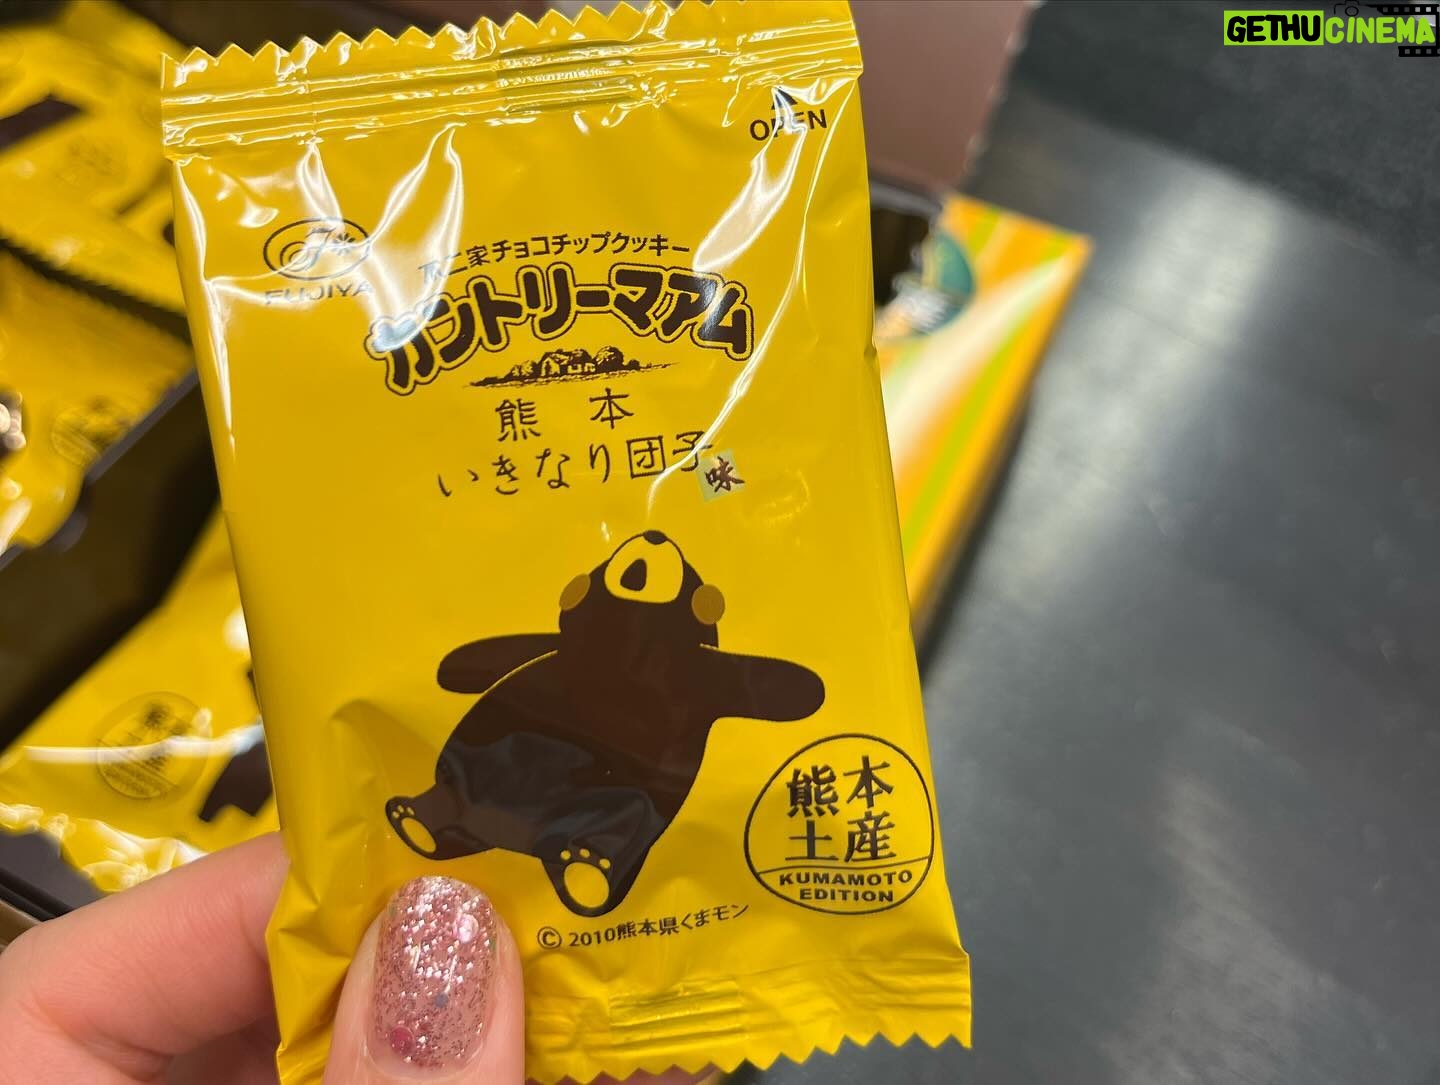 GETHUCINEMA
OPEN
FUJIYA
不二家チョコチップクッキー
カントリーマアム
熊本
いきなり団子味
熊本
土産
KUMAMOTO
EDITION
© 2010熊本県くまモン